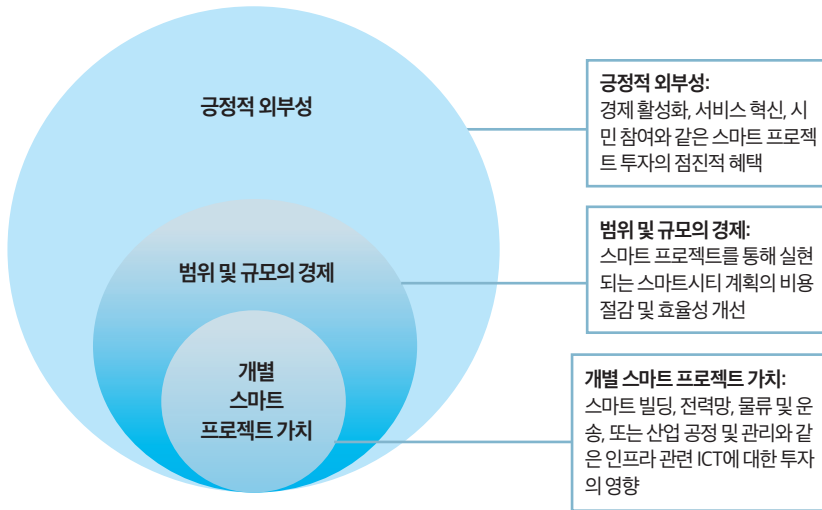 긍정적 외부성
범위 및 규모의 경제
개별
스마트
프로젝트 가치
긍정적 외부성:
경제 활성화, 서비스 혁신, 시
민 참여와 같은 스마트 프로젝
트 투자의 점진적 혜택
범위 및 규모의 경제:
스마트 프로젝트를 통해 실현
되는 스마트시티 계획의 비용
절감 및 효율성 개선
개별 스마트 프로젝트 가치:
스마트 빌딩, 전력망, 물류 및 운
송, 또는 산업 공정 및 관리와 같
은 인프라 관련 ICT에 대한 투자
의 영향